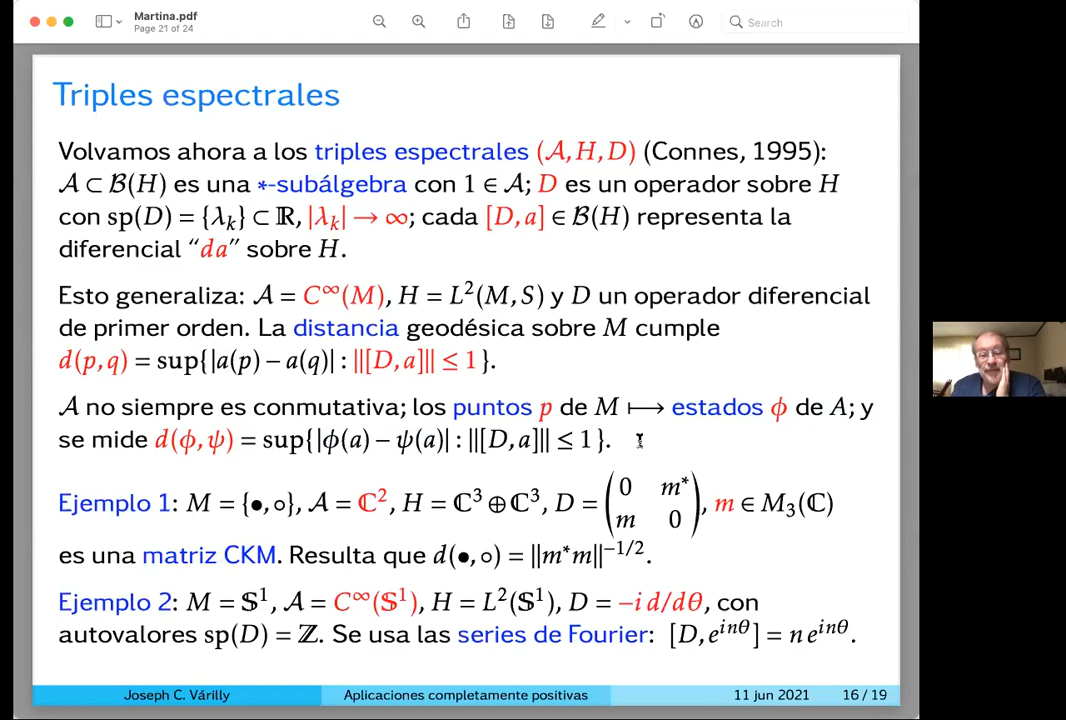 Martina.pdf
Page 21 of 24
Search
Triples espectrales
Volvamos ahora a los triples espectrales (𝒜, H, D) (Connes, 1995):
𝒜 ⊂ ℬ(H) es una ∗-subálgebra con 1 ∈ 𝒜; D es un operador sobre H
con sp(D) = {λₖ} ⊂ ℝ, |λₖ| → ∞; cada [D, a] ∈ ℬ(H) representa la
diferencial “da” sobre H.
Esto generaliza: 𝒜 = C^∞(M), H = L²(M, S) y D un operador diferencial
de primer orden. La distancia geodésica sobre M cumple
d(p, q) = sup{|a(p) − a(q)| : ‖[D, a]‖ ≤ 1 }.
𝒜 no siempre es conmutativa; los puntos p de M ⟼ estados ϕ de A; y
se mide d(ϕ, ψ) = sup{|ϕ(a) − ψ(a)| : ‖[D, a]‖ ≤ 1 }.
Ejemplo 1: M = {•, ∘}, 𝒜 = ℂ², H = ℂ³ ⊕ ℂ³, D = (0 m* / m 0), m ∈ M₃(ℂ)
es una matriz CKM. Resulta que d(•, ∘) = ‖m*m‖^{−1/2}.
Ejemplo 2: M = 𝕊¹, 𝒜 = C^∞(𝕊¹), H = L²(𝕊¹), D = −i d/dθ, con
autovalores sp(D) = ℤ. Se usa las series de Fourier: [D, e^{inθ}] = n e^{inθ}.
Joseph C. Várilly Aplicaciones completamente positivas 11 jun 2021 16 / 19